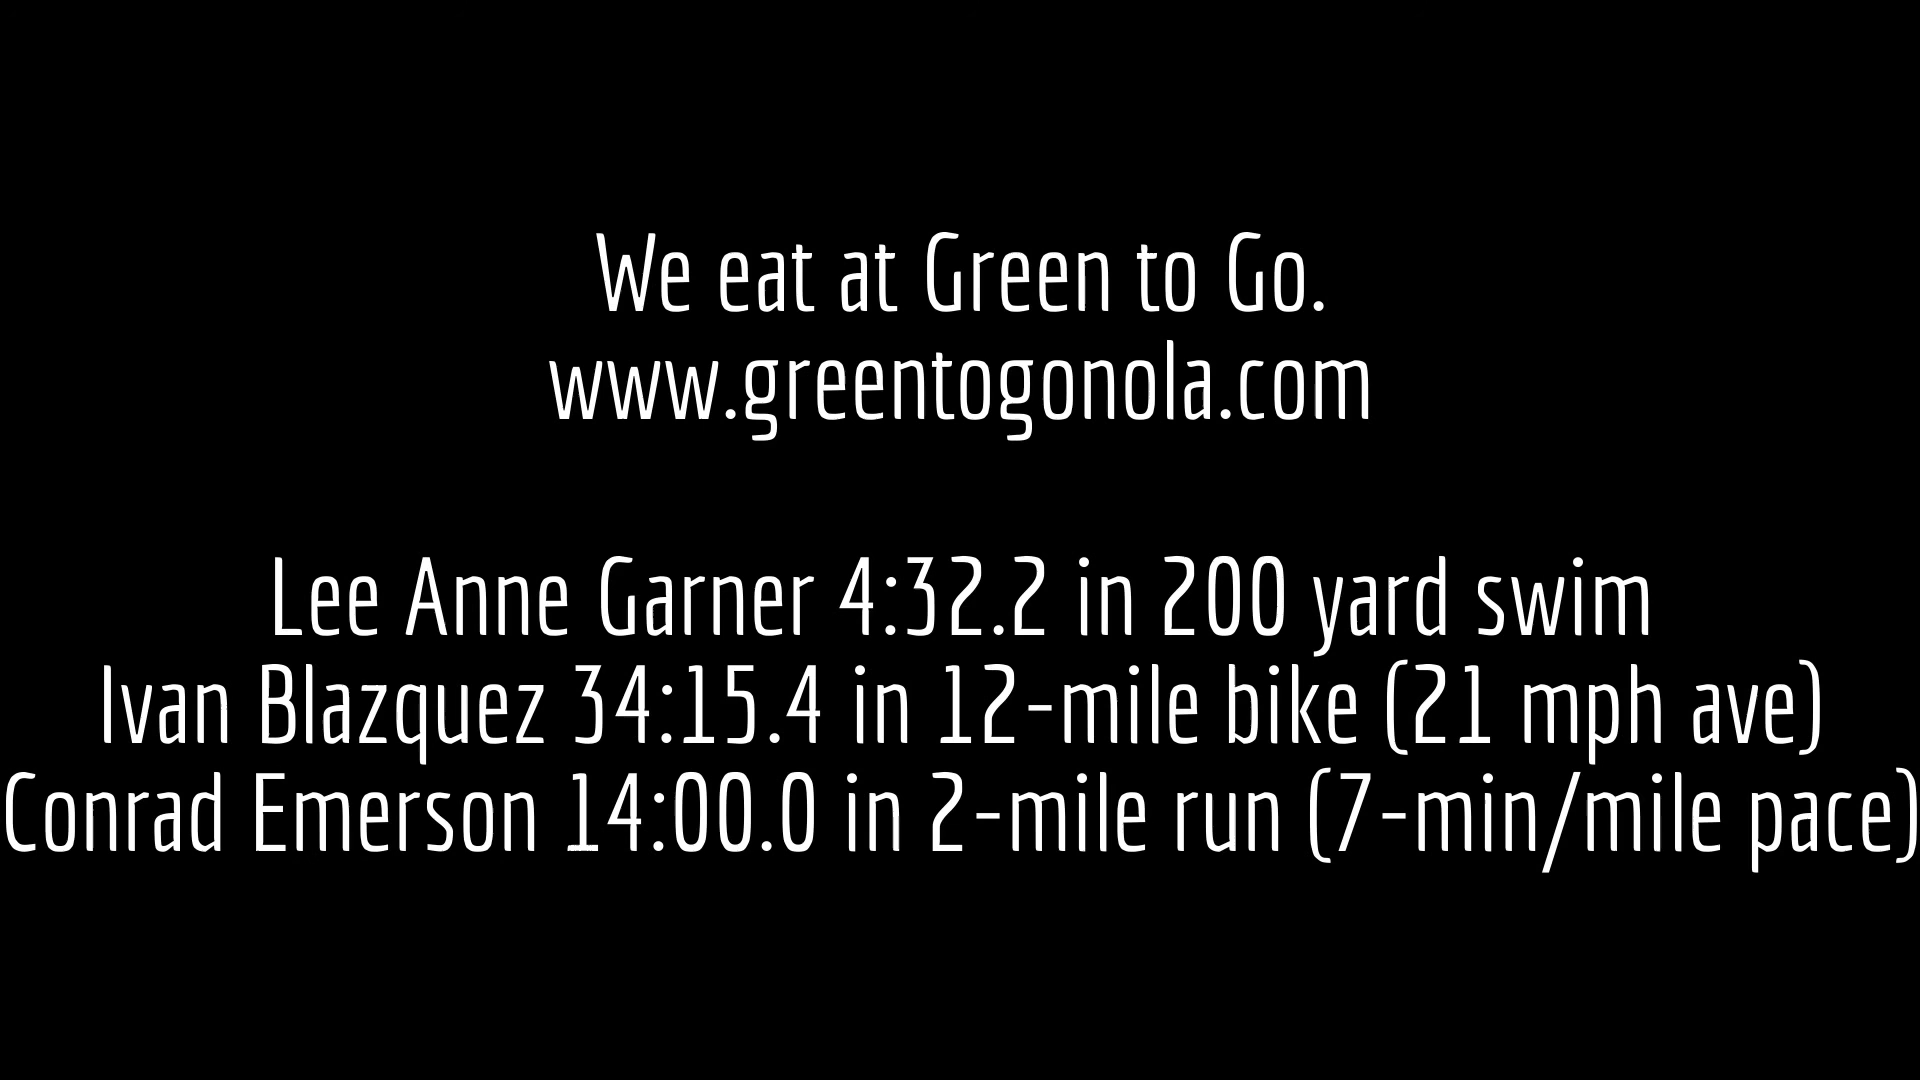 We eat at Green to Go.
www.greentogonola.com
Lee Anne Garner 4:32.2 in 200 yard swim
Ivan Blazquez 34:15.4 in 12-mile bike (21 mph ave)
Conrad Emerson 14:00.0 in 2-mile run (7-min/mile pace)